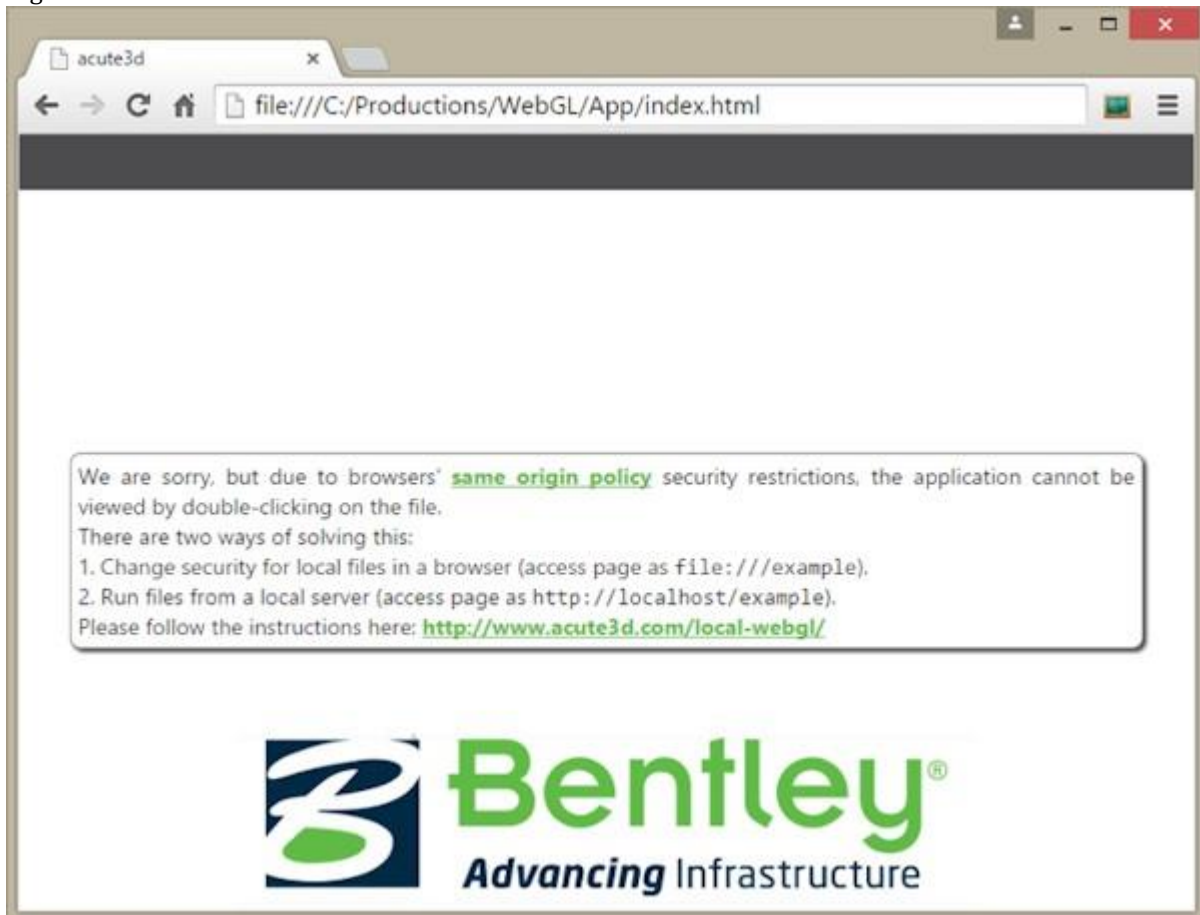 acute3d
file:///C:/Productions/WebGL/App/index.html
We are sorry, but due to browsers' same origin policy security restrictions, the application cannot be
viewed by double-clicking on the file.
There are two ways of solving this:
1. Change security for local files in a browser (access page as file:///example).
2. Run files from a local server (access page as http://localhost/example).
Please follow the instructions here: http://www.acute3d.com/local-webgl/
B
Bentley®
Advancing Infrastructure